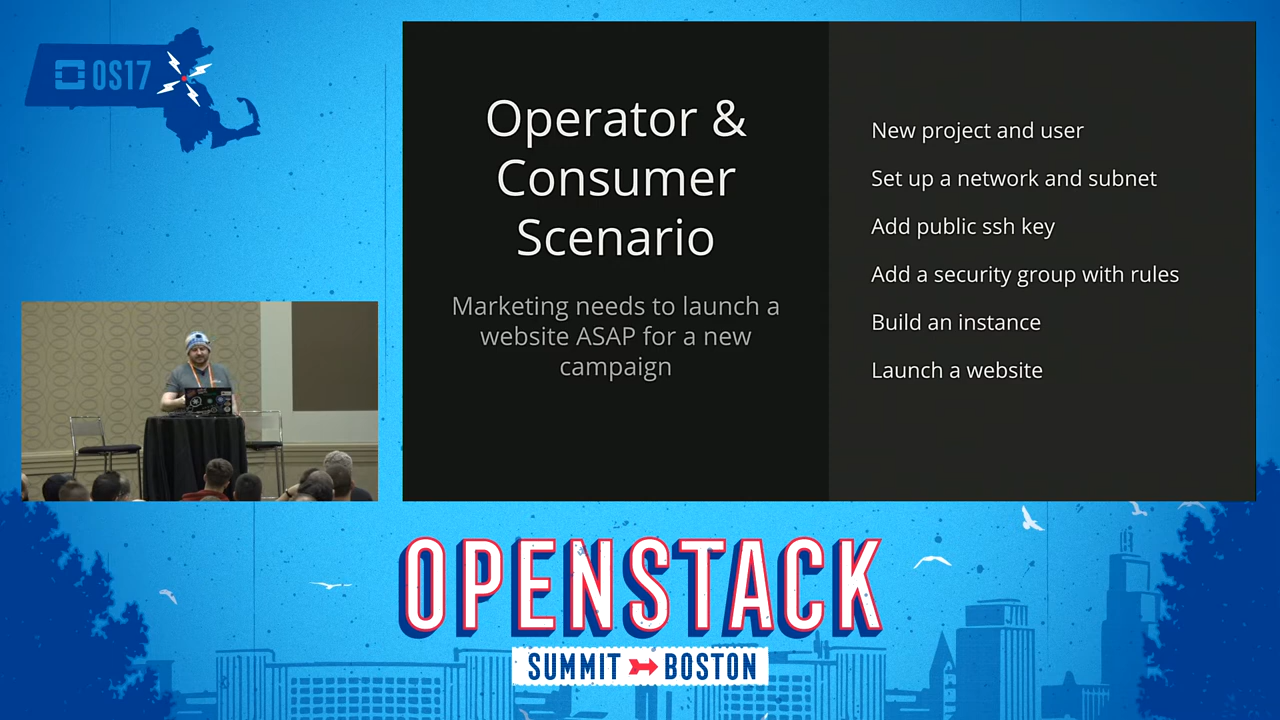 OS17
Operator &
Consumer
Scenario
Marketing needs to launch a
website ASAP for a new
campaign
New project and user
Set up a network and subnet
Add public ssh key
Add a security group with rules
Build an instance
Launch a website
OPENSTACK
SUMMIT BOSTON